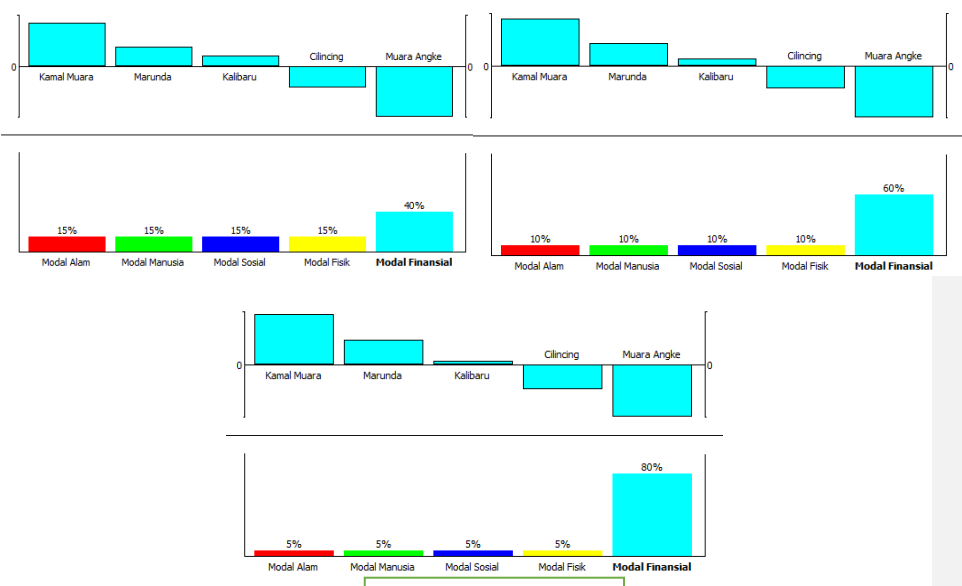 Cilincing Muara Angke
0 0
Kamal Muara Marunda Kalibaru
Cilincing Muara Angke
0 0
Kamal Muara Marunda Kalibaru
40%
15% 15% 15% 15%
Modal Alam Modal Manusia Modal Sosial Modal Fisik Modal Finansial
60%
10% 10% 10% 10%
Modal Alam Modal Manusia Modal Sosial Modal Fisik Modal Finansial
Cilincing Muara Angke
0 0
Kamal Muara Marunda Kalibaru
80%
5% 5% 5% 5%
Modal Alam Modal Manusia Modal Sosial Modal Fisik Modal Finansial